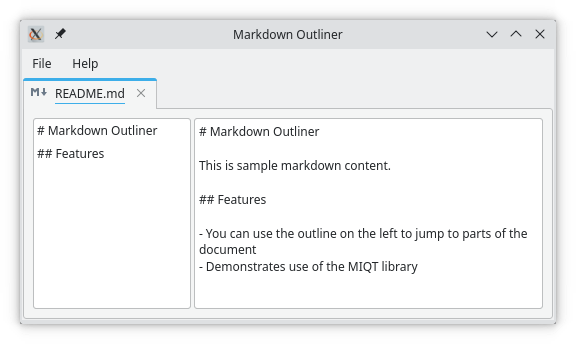 Markdown Outliner
File Help
M↓ README.md
# Markdown Outliner
## Features
# Markdown Outliner
This is sample markdown content.
## Features
- You can use the outline on the left to jump to parts of the
document
- Demonstrates use of the MIQT library